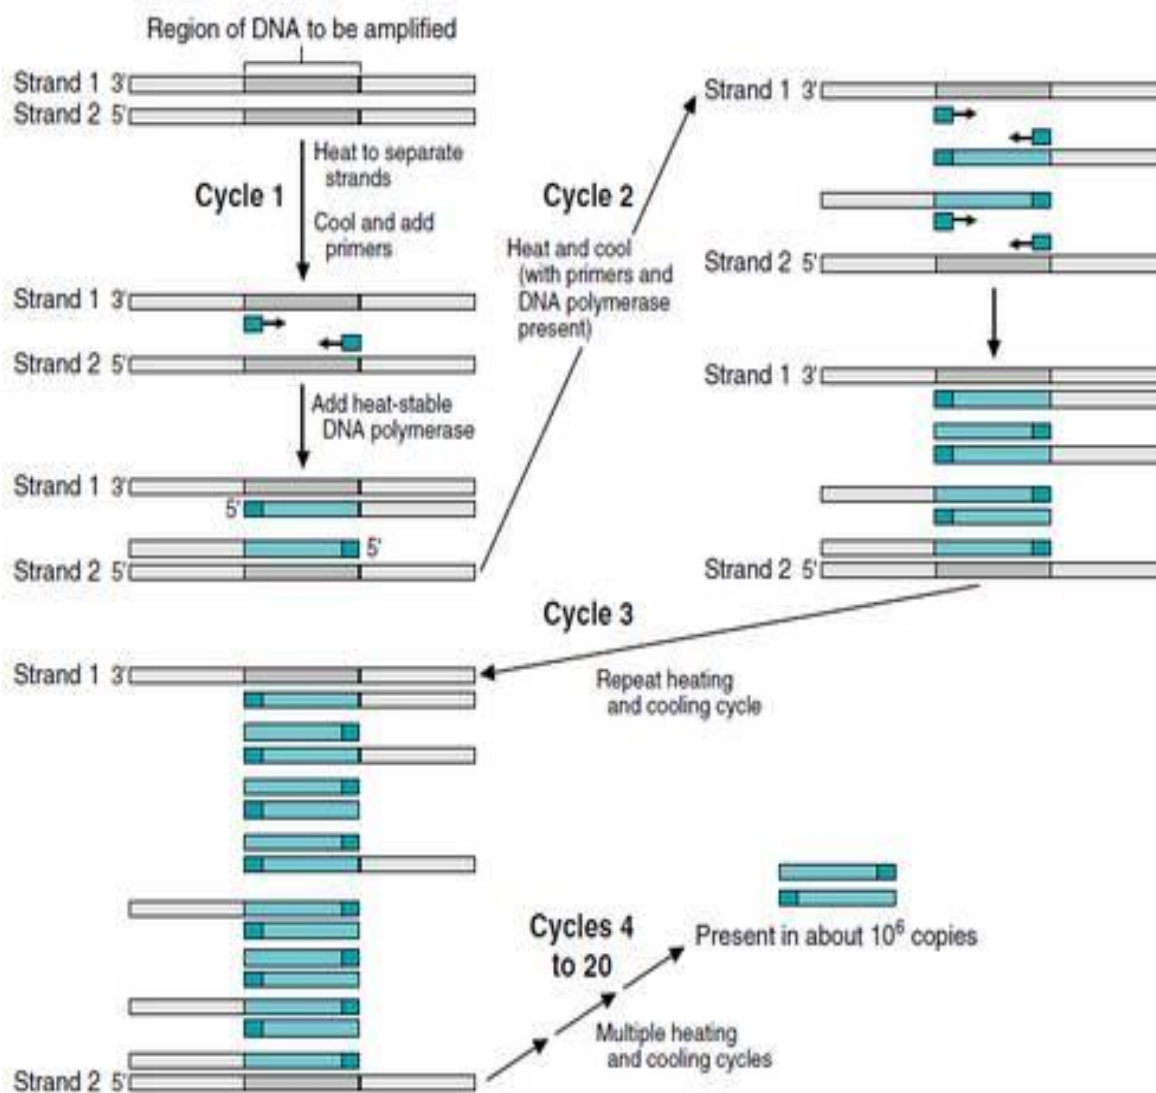 Region of DNA to be amplified
Strand 1 3'
Strand 2 5'
Heat to separate
strands
Cycle 1
Cool and add
primers
Strand 1 3'
Strand 2 5'
Add heat-stable
DNA polymerase
Strand 1 3'
5'
5'
Strand 2 5'
Cycle 2
Heat and cool
(with primers and
DNA polymerase
present)
Strand 1 3'
Strand 2 5'
Strand 1 3'
Strand 2 5'
Cycle 3
Repeat heating
and cooling cycle
Strand 1 3'
Strand 2 5'
Cycles 4
to 20
Multiple heating
and cooling cycles
Present in about 10⁶ copies